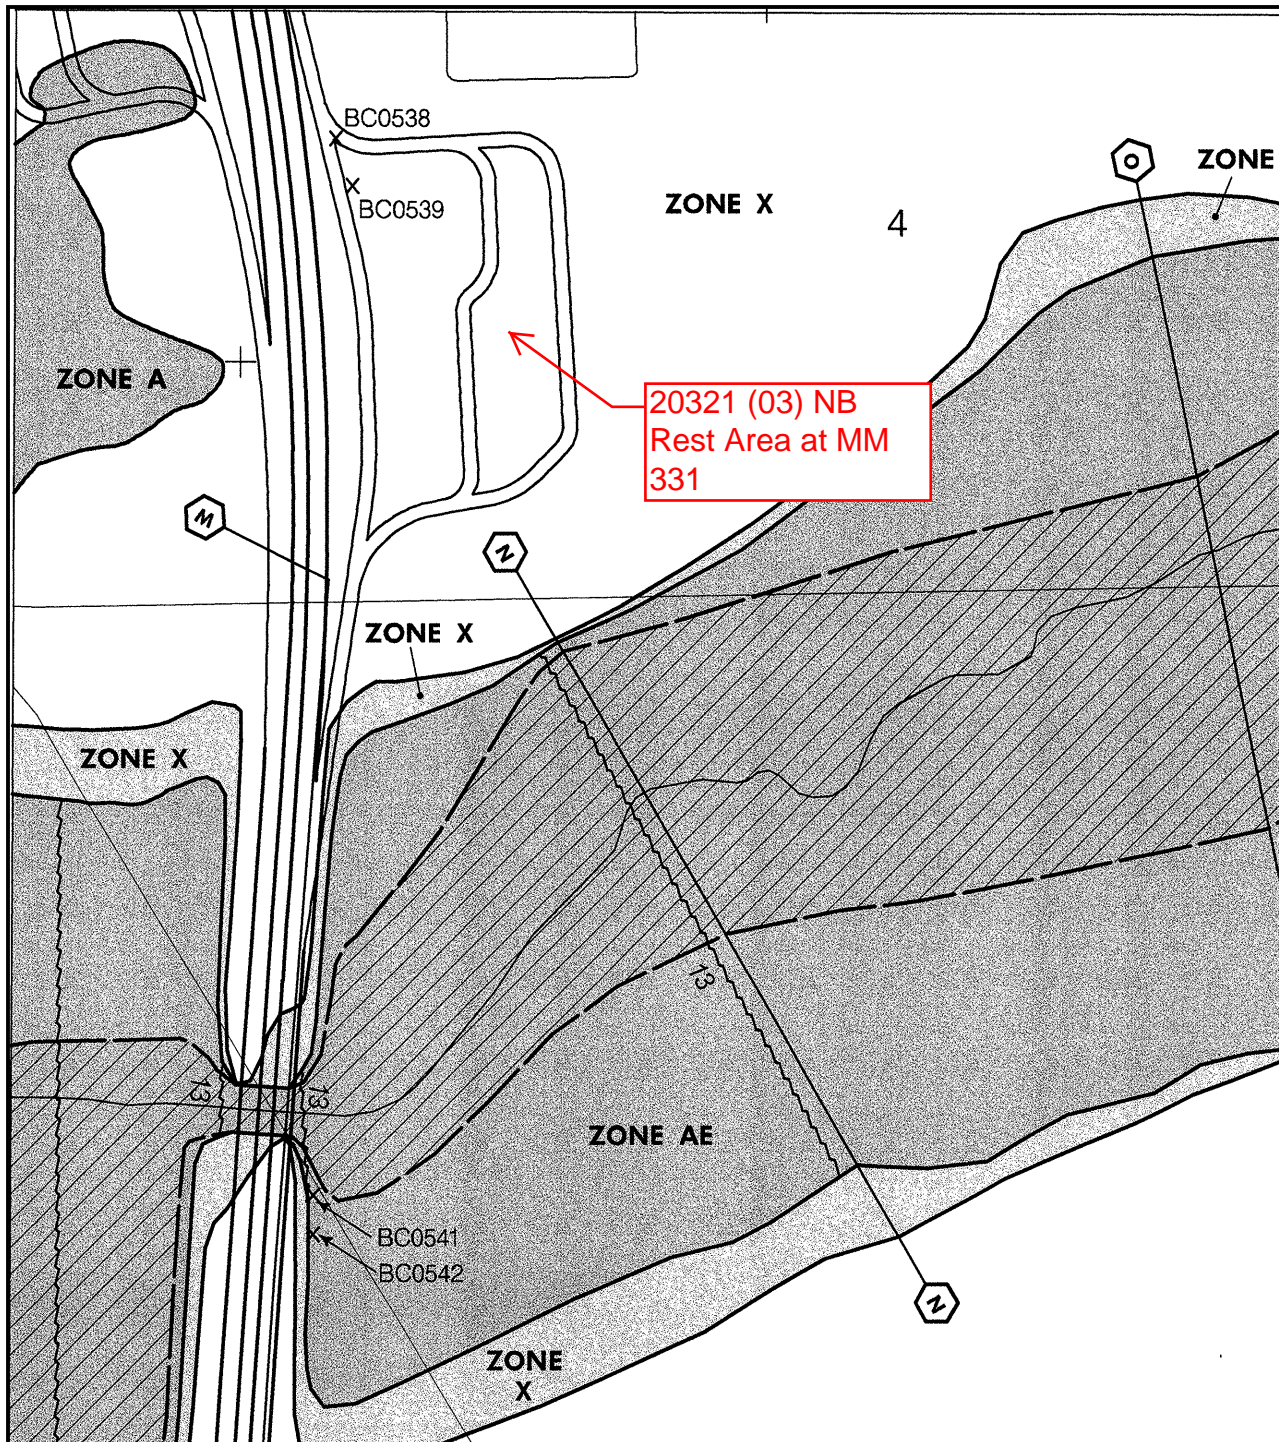 BC0538
BC0539
ZONE X
4
O
ZONE
ZONE A
20321 (03) NB
Rest Area at MM
331
M
N
ZONE X
ZONE X
13
13
13
ZONE AE
BC0541
BC0542
N
ZONE
X